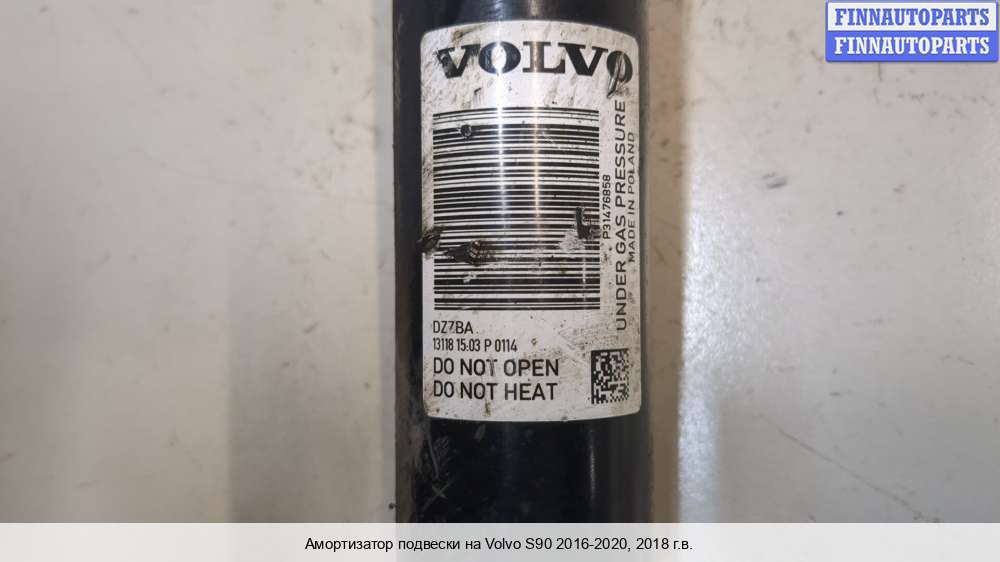 FINNAUTOPARTS
FINNAUTOPARTS
VOLVO
P31476858
UNDER GAS PRESSURE
MADE IN POLAND
DZ7BA
13118 15:03 P 0114
DO NOT OPEN
DO NOT HEAT
Амортизатор подвески на Volvo S90 2016-2020, 2018 г.в.